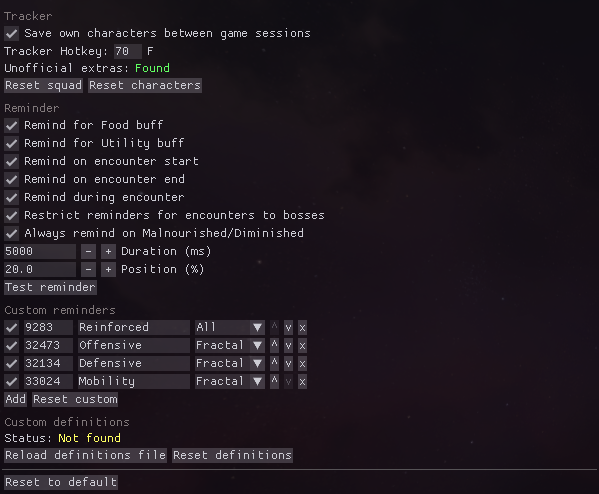 Tracker
Save own characters between game sessions
Tracker Hotkey: 70 F
Unofficial extras: Found
Reset squad Reset characters
Reminder
Remind for Food buff
Remind for Utility buff
Remind on encounter start
Remind on encounter end
Remind during encounter
Restrict reminders for encounters to bosses
Always remind on Malnourished/Diminished
5000 - + Duration (ms)
20.0 - + Position (%)
Test reminder
Custom reminders
9283 Reinforced All ▼ ^ v x
32473 Offensive Fractal ▼ ^ v x
32134 Defensive Fractal ▼ ^ v x
33024 Mobility Fractal ▼ ^ v x
Add Reset custom
Custom definitions
Status: Not found
Reload definitions file Reset definitions
Reset to default